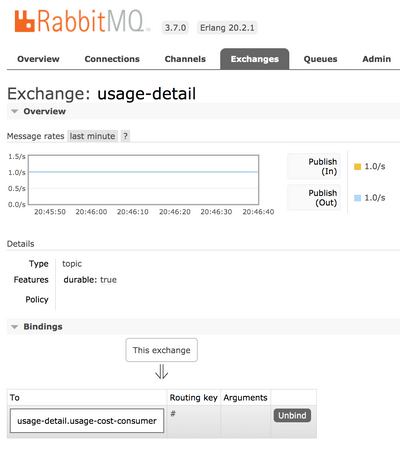 RabbitMQ 3.7.0 Erlang 20.2.1
Overview Connections Channels Exchanges Queues Admin
Exchange: usage-detail
Overview
Message rates last minute ?
1.5/s
1.0/s
0.5/s
0.0/s
20:45:50 20:46:00 20:46:10 20:46:20 20:46:30 20:46:40
Publish
(In)
1.0/s
Publish
(Out)
1.0/s
Details
Type topic
Features durable: true
Policy
Bindings
This exchange
To Routing key Arguments
usage-detail.usage-cost-consumer # Unbind